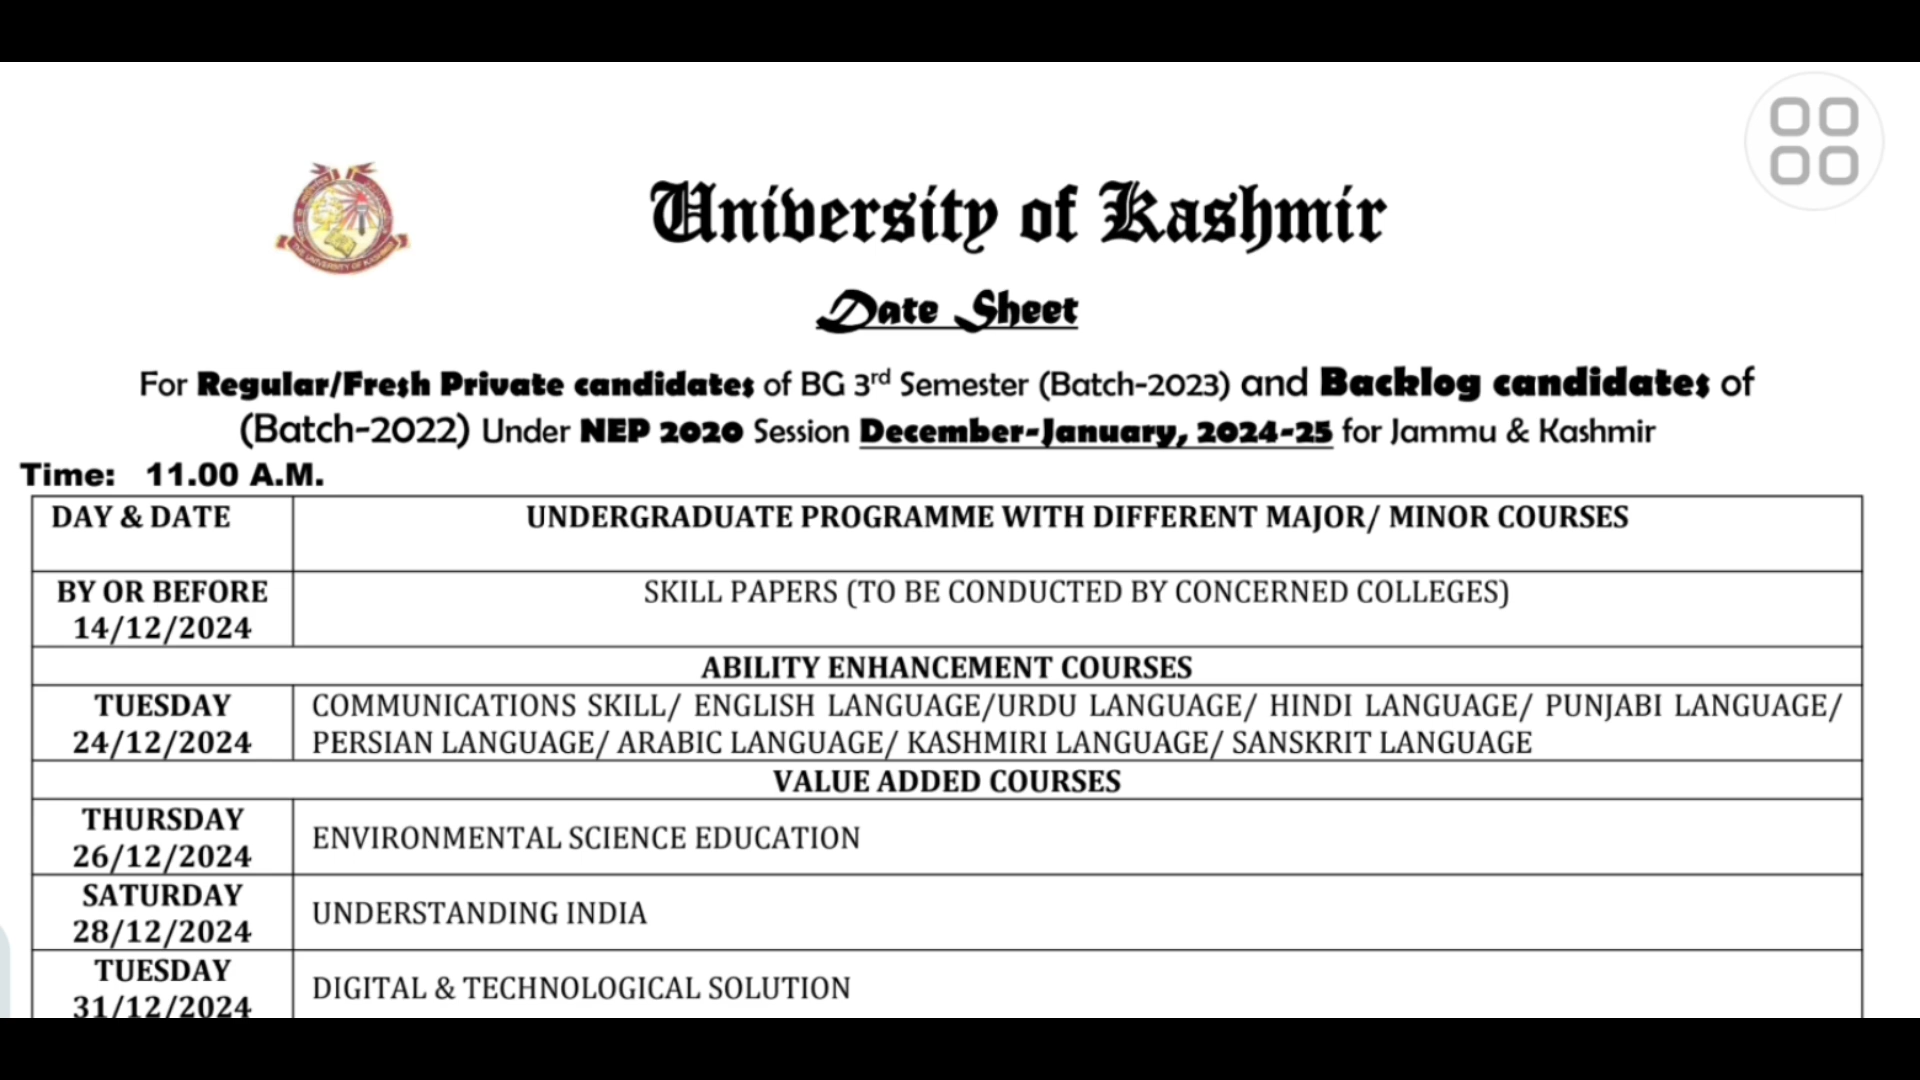 University of Kashmir
Date Sheet
For Regular/Fresh Private candidates of BG 3rd Semester (Batch-2023) and Backlog candidates of
(Batch-2022) Under NEP 2020 Session December-January, 2024-25 for Jammu & Kashmir
Time: 11.00 A.M.
DAY & DATE
UNDERGRADUATE PROGRAMME WITH DIFFERENT MAJOR/ MINOR COURSES
BY OR BEFORE
14/12/2024
SKILL PAPERS (TO BE CONDUCTED BY CONCERNED COLLEGES)
ABILITY ENHANCEMENT COURSES
TUESDAY
24/12/2024
COMMUNICATIONS SKILL/ ENGLISH LANGUAGE/URDU LANGUAGE/ HINDI LANGUAGE/ PUNJABI LANGUAGE/
PERSIAN LANGUAGE/ ARABIC LANGUAGE/ KASHMIRI LANGUAGE/ SANSKRIT LANGUAGE
VALUE ADDED COURSES
THURSDAY
26/12/2024
ENVIRONMENTAL SCIENCE EDUCATION
SATURDAY
28/12/2024
UNDERSTANDING INDIA
TUESDAY
31/12/2024
DIGITAL & TECHNOLOGICAL SOLUTION